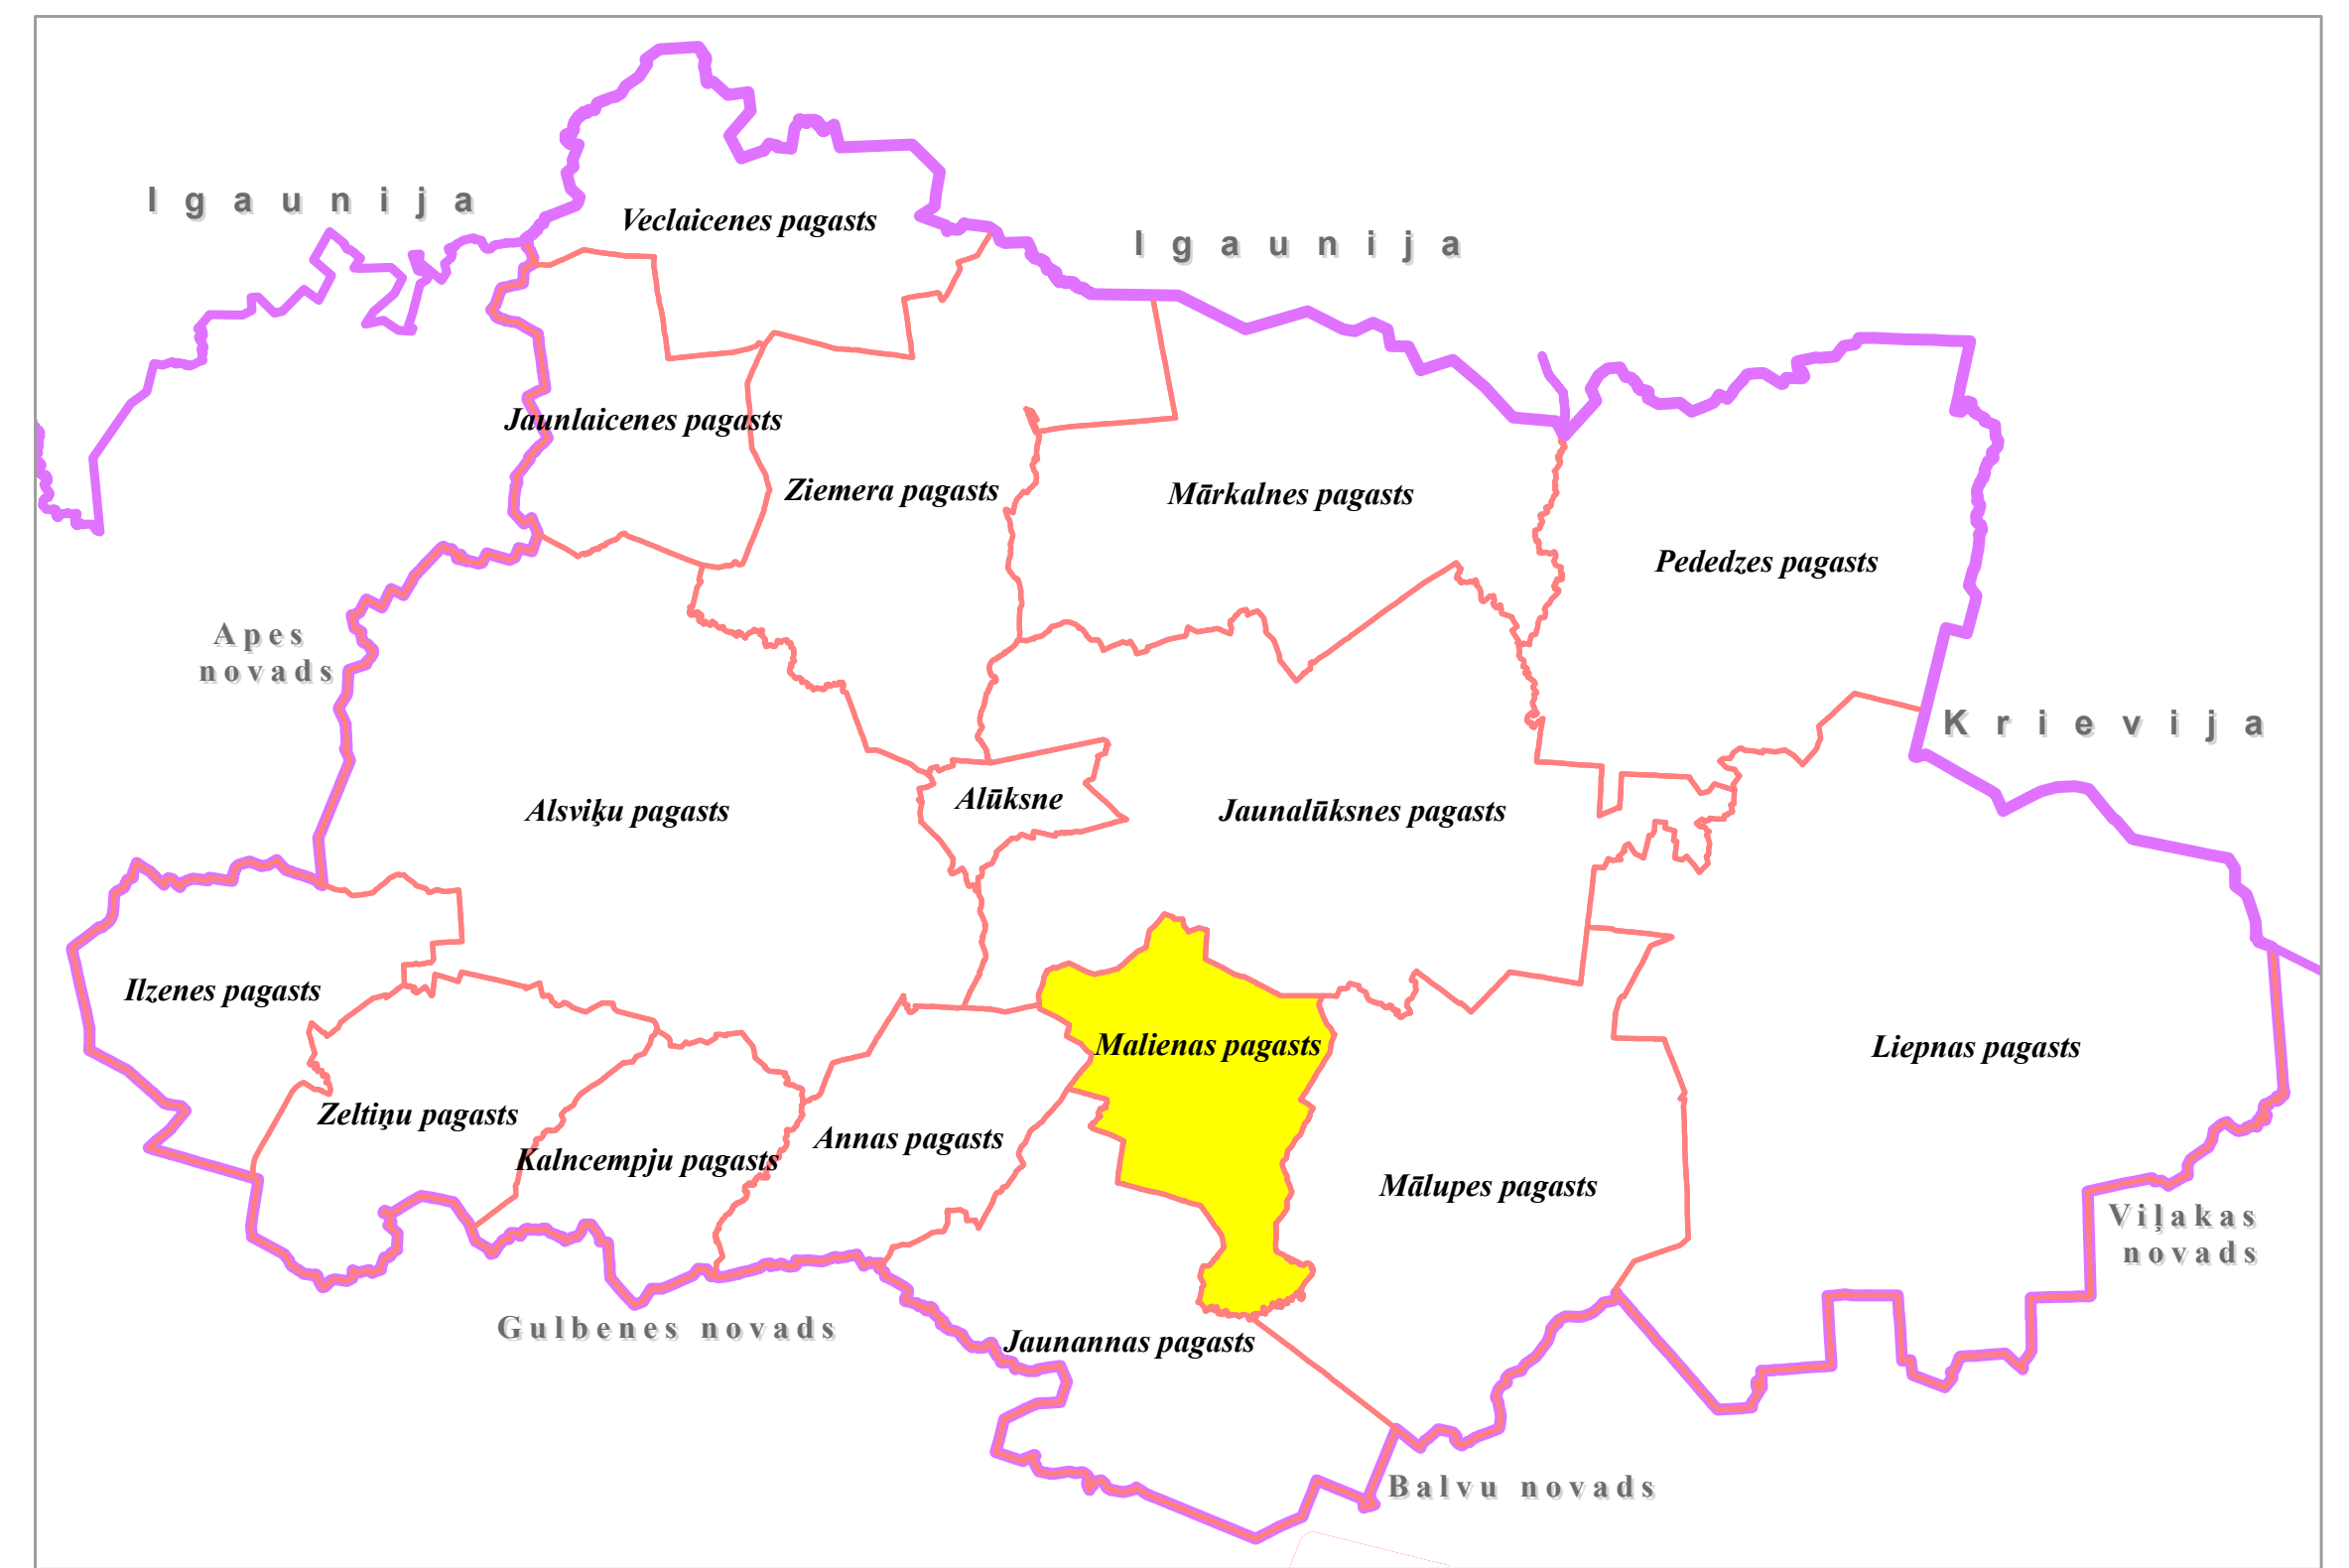 I g a u n i j a
Veclaicenes pagasts
I g a u n i j a
Jaunlaicenes pagasts
Ziemera pagasts
Mārkalnes pagasts
Pededzes pagasts
Apes
novads
K r i e v i j a
Alsviķu pagasts
Alūksne
Jaunalūksnes pagasts
Ilzenes pagasts
Malienas pagasts
Liepnas pagasts
Zeltiņu pagasts
Kalncempju pagasts
Annas pagasts
Mālupes pagasts
Viļakas
novads
Gulbenes novads
Jaunannas pagasts
Balvu novads